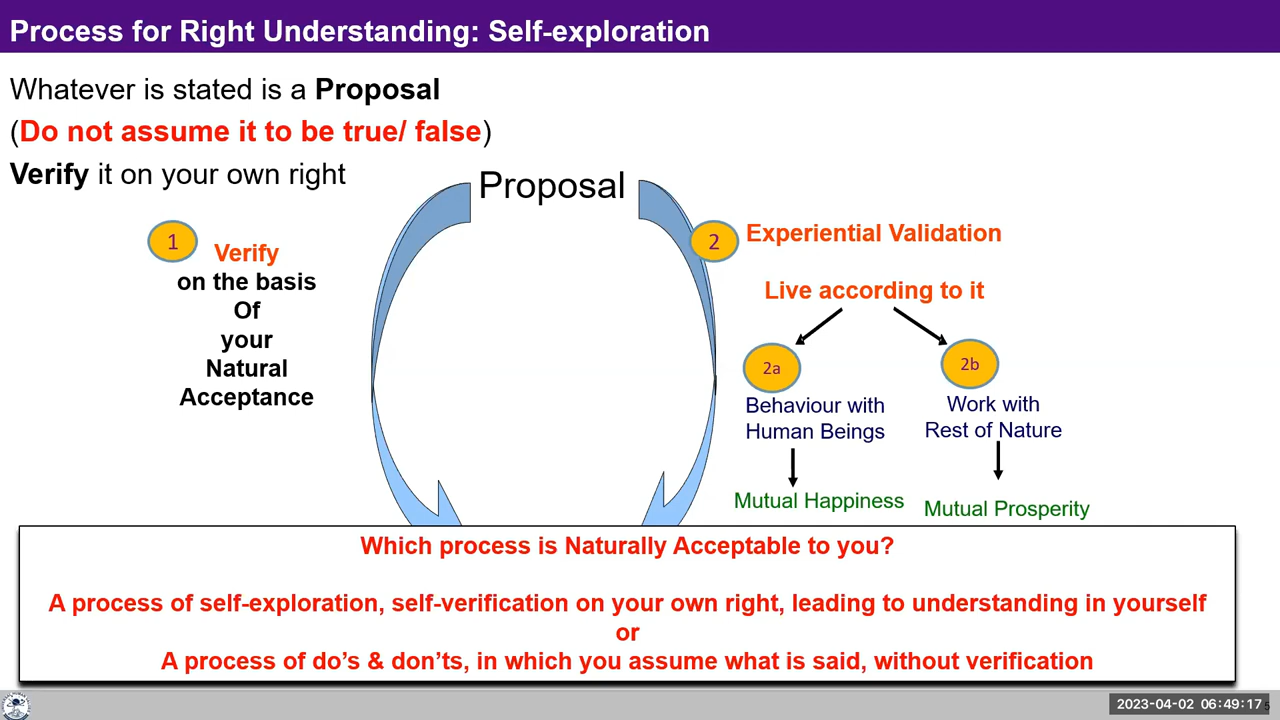 Process for Right Understanding: Self-exploration
Whatever is stated is a Proposal
(Do not assume it to be true/ false)
Verify it on your own right
Proposal
1
Verify
on the basis
Of
your
Natural
Acceptance
2
Experiential Validation
Live according to it
2a
Behaviour with
Human Beings
Mutual Happiness
2b
Work with
Rest of Nature
Mutual Prosperity
Which process is Naturally Acceptable to you?
A process of self-exploration, self-verification on your own right, leading to understanding in yourself
or
A process of do’s & don’ts, in which you assume what is said, without verification
2023-04-02 06:49:17
5